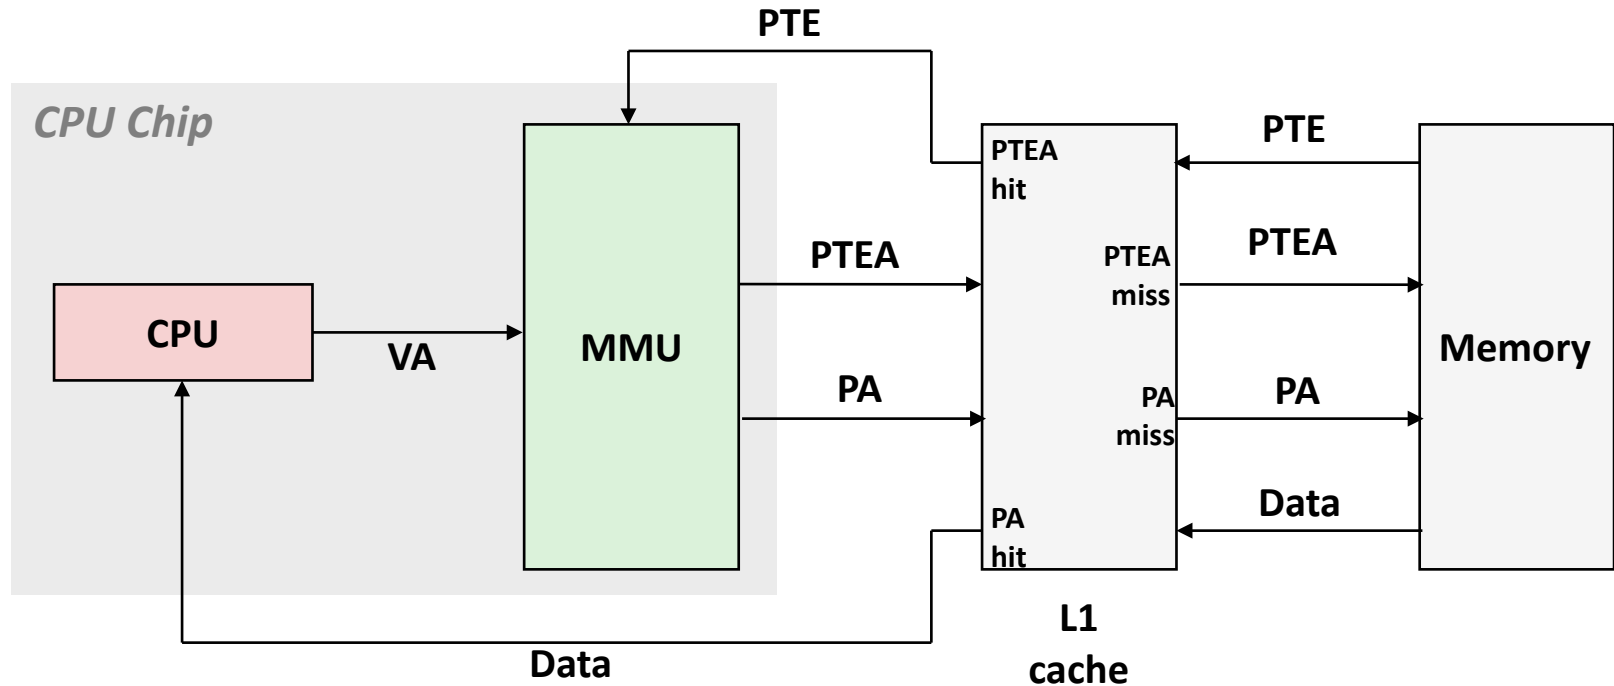 PTE
CPU Chip
PTEA
hit
PTE
PTEA
PTEA
miss
PTEA
CPU
VA
MMU
Memory
PA
PA
miss
PA
PA
hit
Data
L1
cache
Data